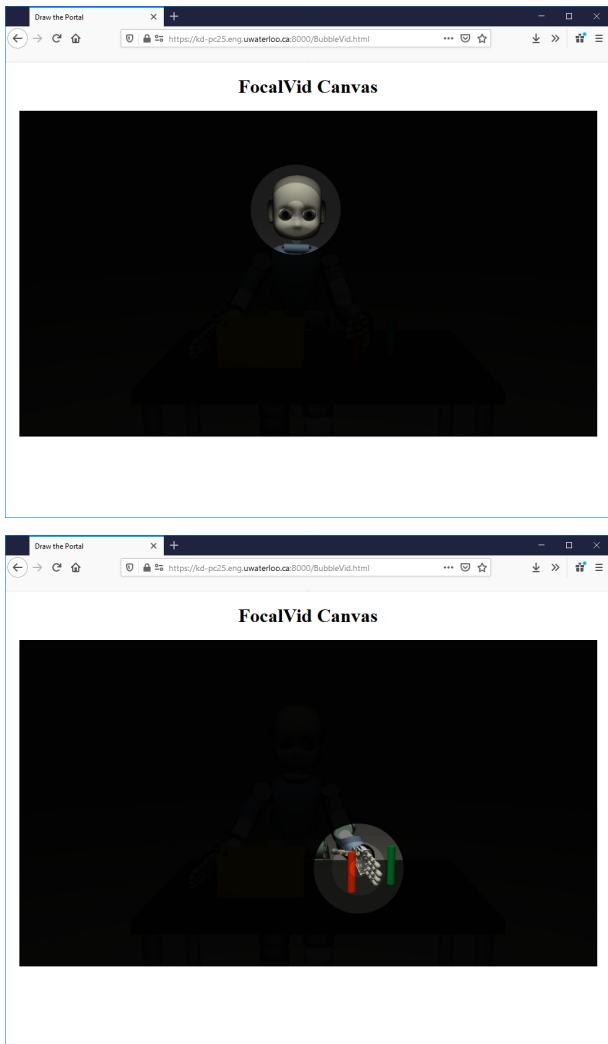 Draw the Portal
https://kd-pc25.eng.uwaterloo.ca:8000/BubbleVid.html
FocalVid Canvas
Draw the Portal
https://kd-pc25.eng.uwaterloo.ca:8000/BubbleVid.html
FocalVid Canvas